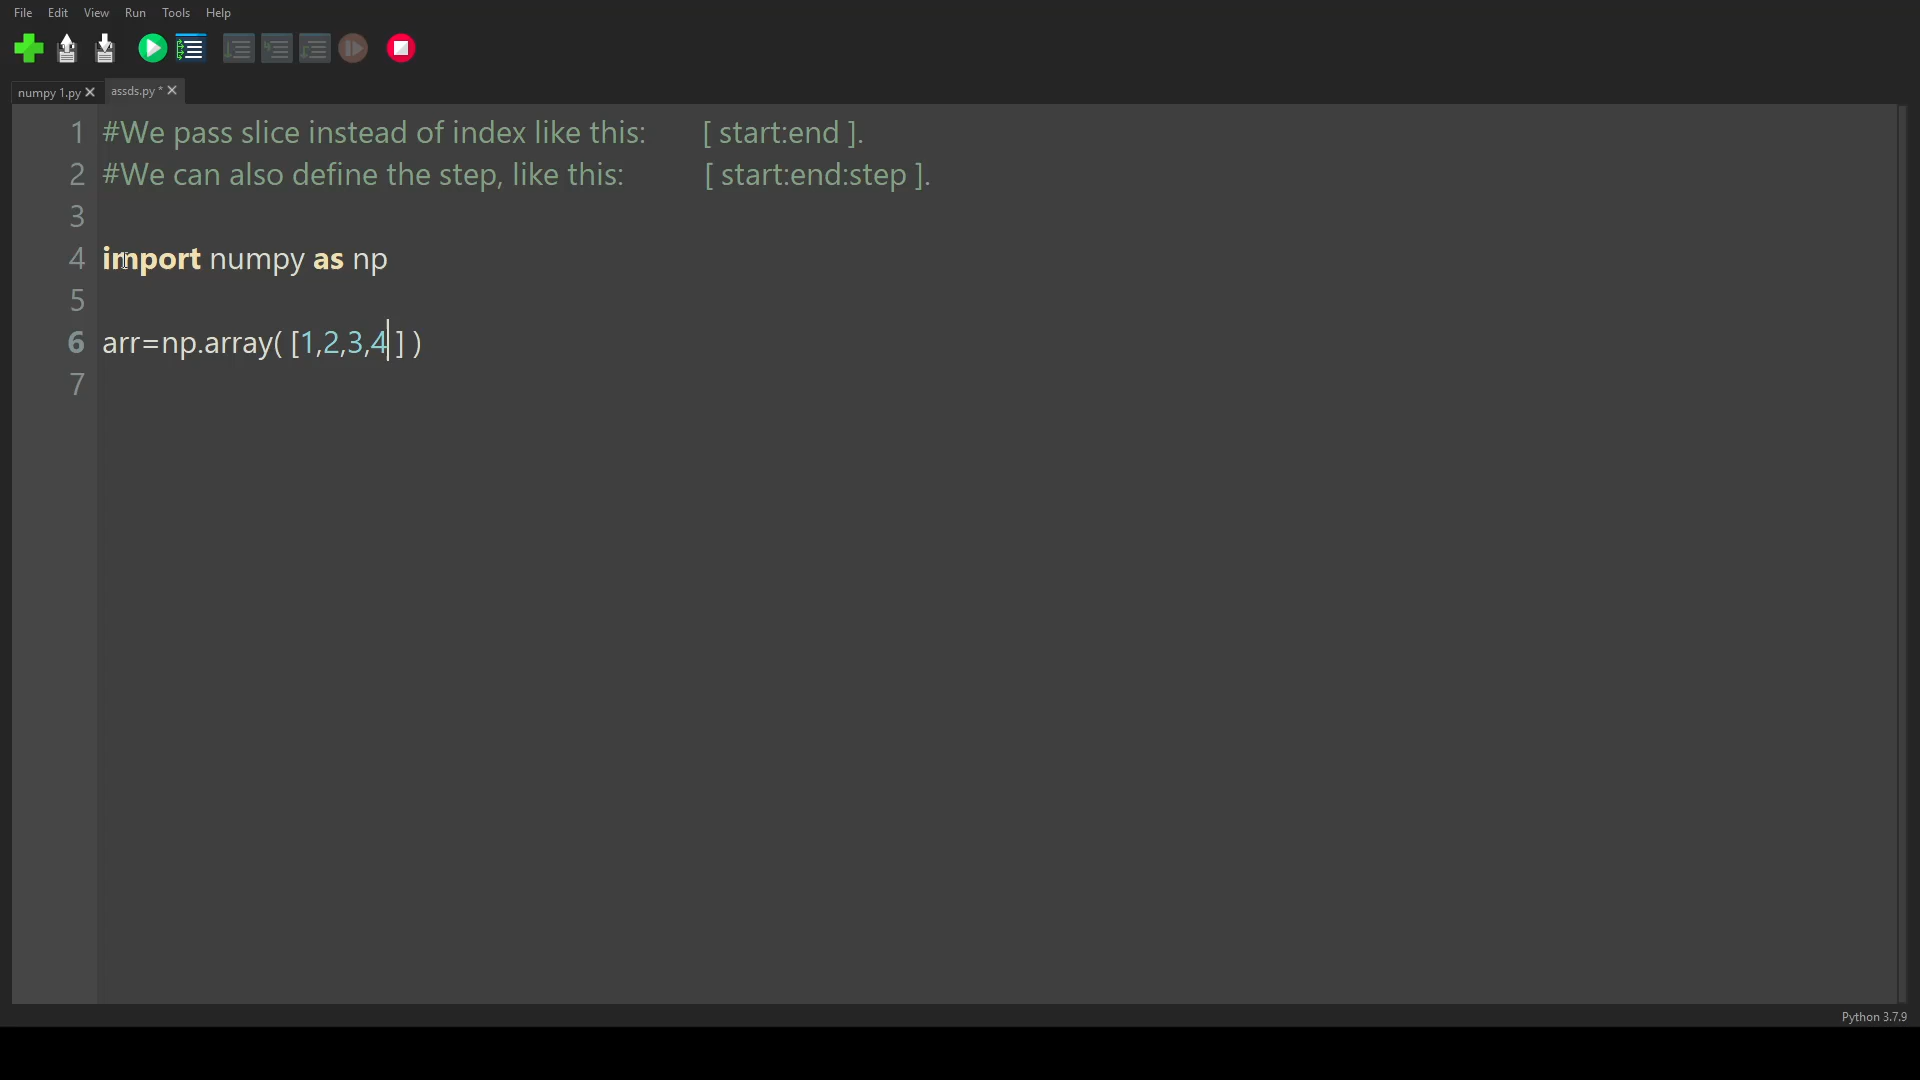 File Edit View Run Tools Help
numpy 1.py assds.py *
1 #We pass slice instead of index like this: [ start:end ].
2 #We can also define the step, like this: [ start:end:step ].
3
4 import numpy as np
5
6 arr=np.array( [1,2,3,4 ] )
7
Python 3.7.9